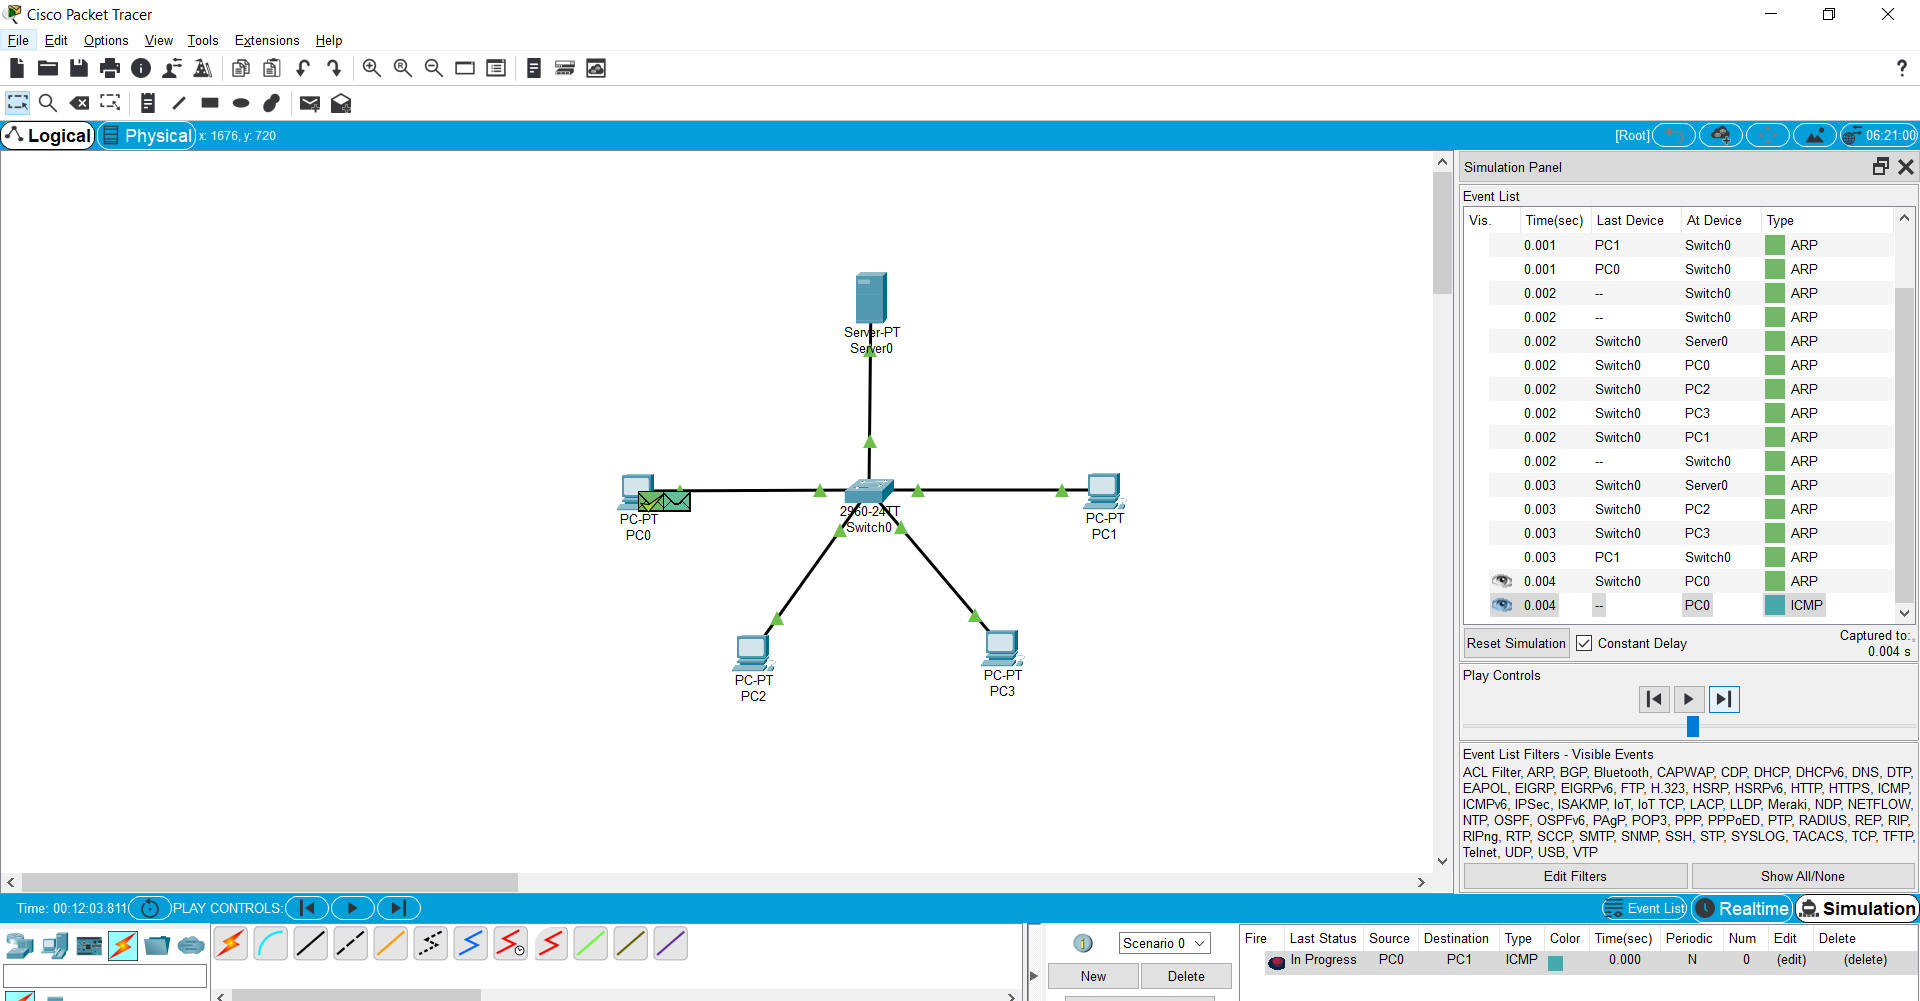 Cisco Packet Tracer
File Edit Options View Tools Extensions Help
?
Logical Physical x: 1676, y: 720 [Root] 06:21:00
Simulation Panel
Event List
Vis. Time(sec) Last Device At Device Type
0.001 PC1 Switch0 ARP
0.001 PC0 Switch0 ARP
0.002 -- Switch0 ARP
0.002 -- Switch0 ARP
0.002 Switch0 Server0 ARP
0.002 Switch0 PC0 ARP
0.002 Switch0 PC2 ARP
0.002 Switch0 PC3 ARP
0.002 Switch0 PC1 ARP
0.002 -- Switch0 ARP
0.003 Switch0 Server0 ARP
0.003 Switch0 PC2 ARP
0.003 Switch0 PC3 ARP
0.003 PC1 Switch0 ARP
0.004 Switch0 PC0 ARP
0.004 -- PC0 ICMP
Reset Simulation Constant Delay Captured to:
0.004 s
Play Controls
Event List Filters - Visible Events
ACL Filter, ARP, BGP, Bluetooth, CAPWAP, CDP, DHCP, DHCPv6, DNS, DTP,
EAPOL, EIGRP, EIGRPv6, FTP, H.323, HSRP, HSRPv6, HTTP, HTTPS, ICMP,
ICMPv6, IPSec, ISAKMP, IoT, IoT TCP, LACP, LLDP, Meraki, NDP, NETFLOW,
NTP, OSPF, OSPFv6, PAgP, POP3, PPP, PPPoED, PTP, RADIUS, REP, RIP,
RIPng, RTP, SCCP, SMTP, SNMP, SSH, STP, SYSLOG, TACACS, TCP, TFTP,
Telnet, UDP, USB, VTP
Edit Filters Show All/None
Server-PT
Server0
PC-PT
PC0
2960-24TT
Switch0
PC-PT
PC1
PC-PT
PC2
PC-PT
PC3
Time: 00:12:03.811 PLAY CONTROLS: Event List Realtime Simulation
1 Scenario 0
New Delete
Fire Last Status Source Destination Type Color Time(sec) Periodic Num Edit Delete
In Progress PC0 PC1 ICMP 0.000 N 0 (edit) (delete)